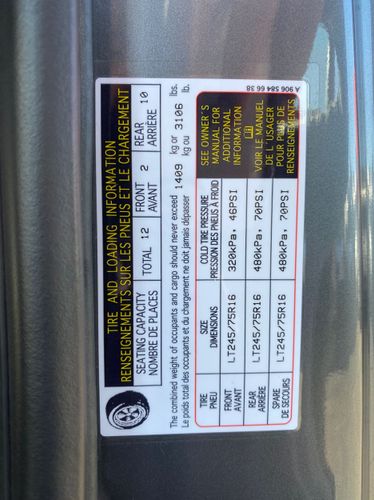 TIRE AND LOADING INFORMATION
RENSEIGNEMENTS SUR LES PNEUS ET LE CHARGEMENT
SEATING CAPACITY
NOMBRE DE PLACES
TOTAL 12
FRONT
AVANT 2
REAR
ARRIÈRE 10
The combined weight of occupants and cargo should never exceed
Le poids total des occupants et du chargement ne doit jamais dépasser
1409 kg or 3106 lbs.
kg ou lb.
TIRE
PNEU
SIZE
DIMENSIONS
COLD TIRE PRESSURE
PRESSION DES PNEUS À FROID
FRONT
AVANT
LT245/75R16
320kPa, 46PSI
REAR
ARRIÈRE
LT245/75R16
480kPa, 70PSI
SPARE
DE SECOURS
LT245/75R16
480kPa, 70PSI
SEE OWNER'S
MANUAL FOR
ADDITIONAL
INFORMATION
VOIR LE MANUEL
DE L'USAGER
POUR PLUS DE
RENSEIGNEMENTS
A 906 584 66 38